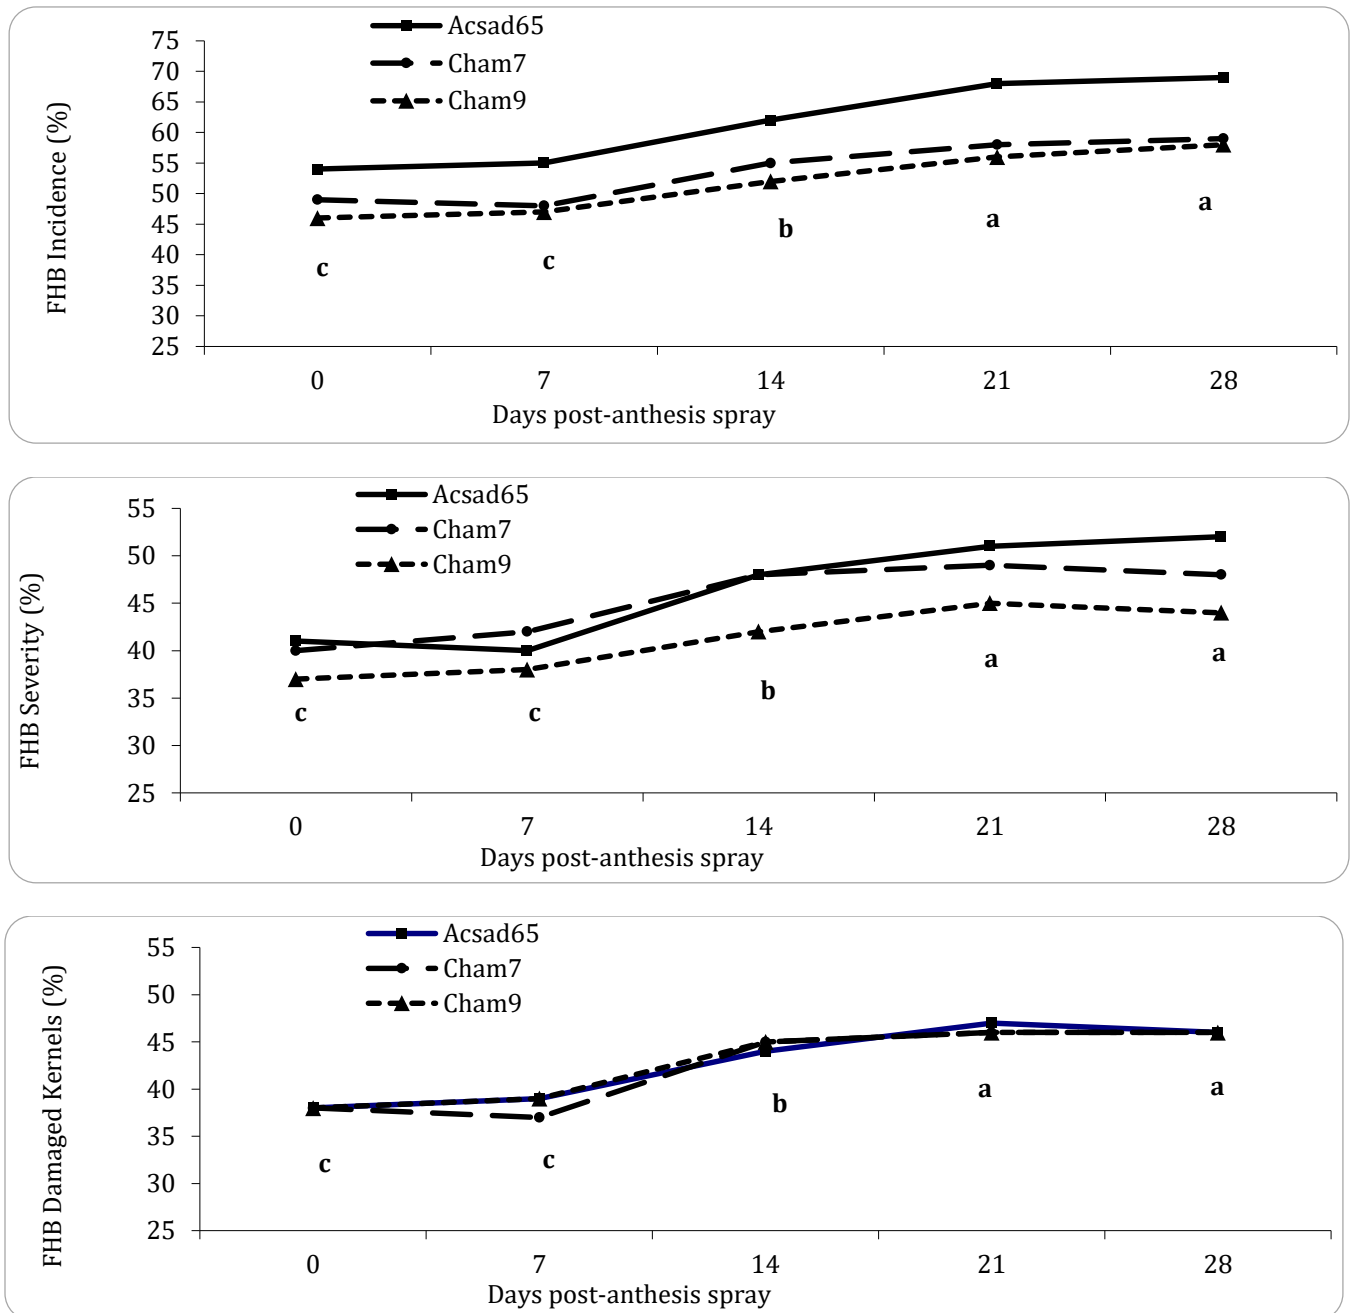 Acsad65
Cham7
Cham9
FHB Incidence (%)
75
70
65
60
55
50
45
40
35
30
25
c
c
b
a
a
0 7 14 21 28
Days post-anthesis spray
Acsad65
Cham7
Cham9
FHB Severity (%)
55
50
45
40
35
30
25
c
c
b
a
a
0 7 14 21 28
Days post-anthesis spray
Acsad65
Cham7
Cham9
FHB Damaged Kernels (%)
55
50
45
40
35
30
25
c
c
b
a
a
0 7 14 21 28
Days post-anthesis spray